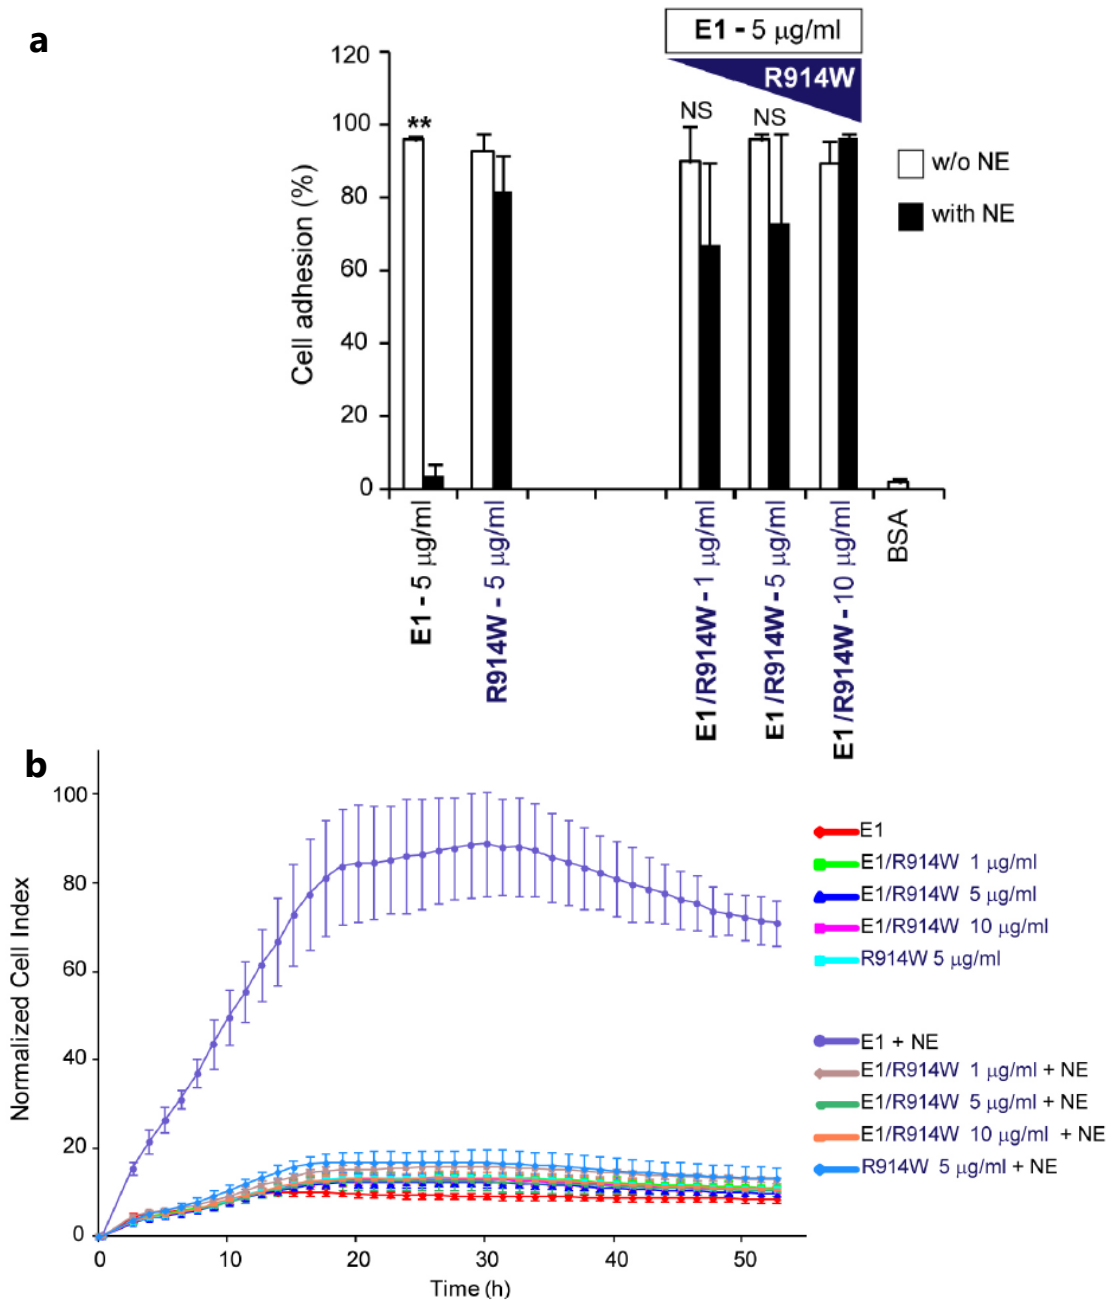 a
E1 - 5 μg/ml
R914W
120
100
80
60
40
20
0
Cell adhesion (%)
**
NS
NS
w/o NE
with NE
E1 - 5 μg/ml
R914W - 5 μg/ml
E1/R914W - 1 μg/ml
E1/R914W - 5 μg/ml
E1/R914W - 10 μg/ml
BSA
b
100
80
60
40
20
0
Normalized Cell Index
0
10
20
30
40
50
Time (h)
E1
E1/R914W 1 μg/ml
E1/R914W 5 μg/ml
E1/R914W 10 μg/ml
R914W 5 μg/ml
E1 + NE
E1/R914W 1 μg/ml + NE
E1/R914W 5 μg/ml + NE
E1/R914W 10 μg/ml + NE
R914W 5 μg/ml + NE